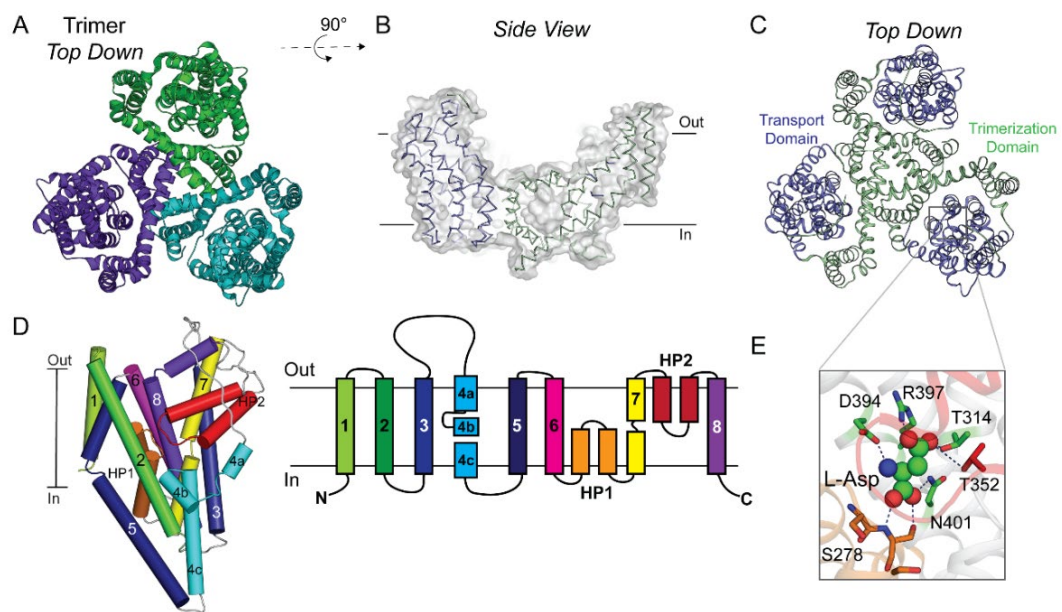 A
Trimer
Top Down
90°
B
Side View
Out
In
C
Top Down
Transport
Domain
Trimerization
Domain
D
Out
In
1
6
8
7
HP2
4a
2
HP1
4b
3
5
4c
Out
In
1
2
3
4a
4b
4c
5
6
HP1
7
HP2
8
N
C
E
D394
R397
T314
L-Asp
T352
N401
S278